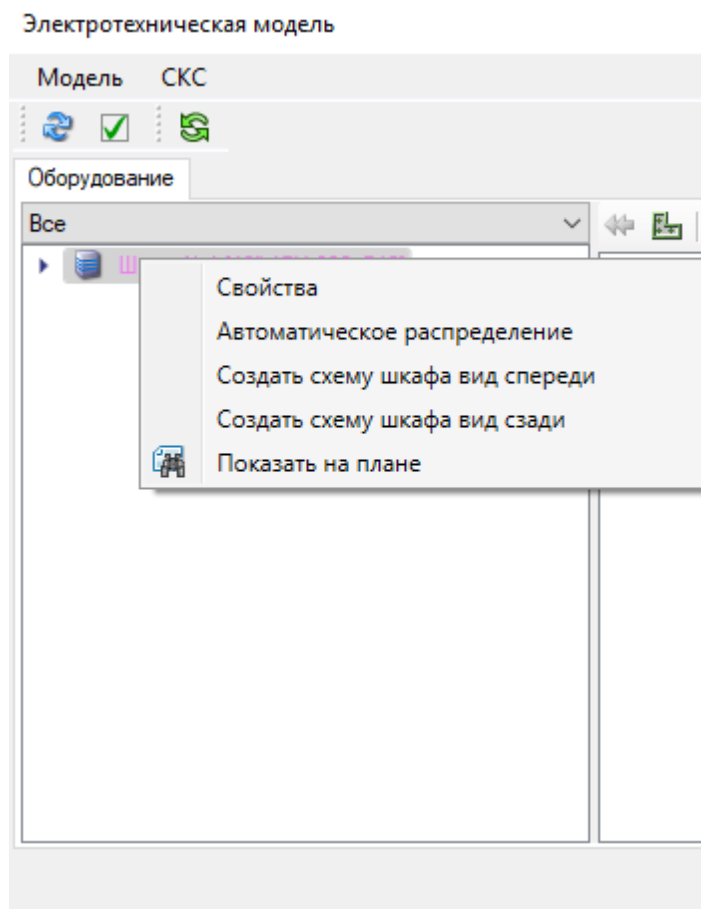 Электротехническая модель
Модель СКС
Оборудование
Все
Свойства
Автоматическое распределение
Создать схему шкафа вид спереди
Создать схему шкафа вид сзади
Показать на плане